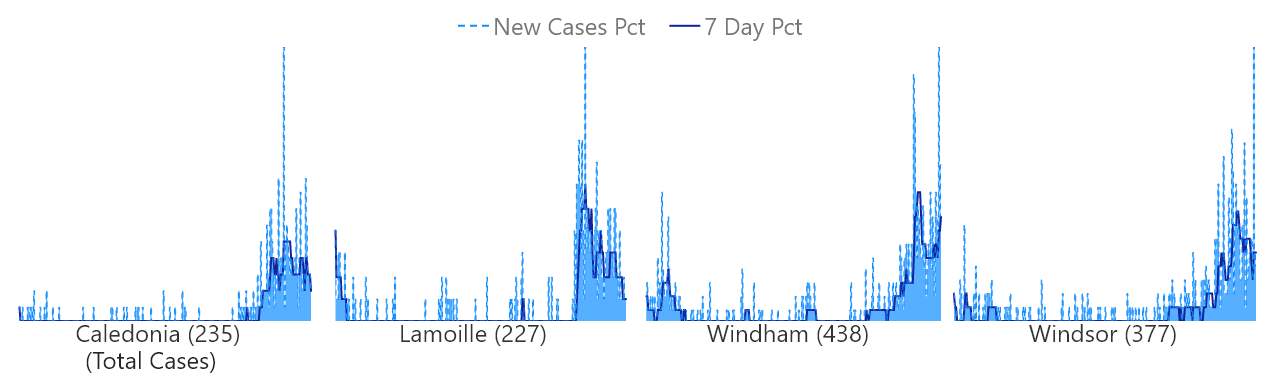 New Cases Pct 7 Day Pct
Caledonia (235) Lamoille (227) Windham (438) Windsor (377)
(Total Cases)